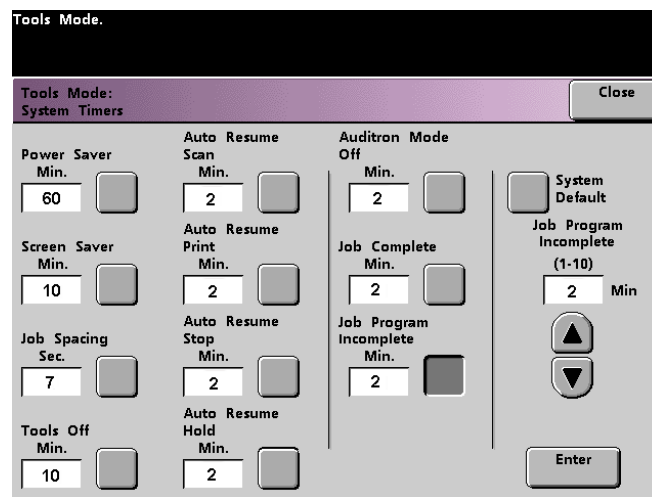 Tools Mode.
Tools Mode:
System Timers
Close
Power Saver
Min.
60
Screen Saver
Min.
10
Job Spacing
Sec.
7
Tools Off
Min.
10
Auto Resume
Scan
Min.
2
Auto Resume
Print
Min.
2
Auto Resume
Stop
Min.
2
Auto Resume
Hold
Min.
2
Auditron Mode
Off
Min.
2
Job Complete
Min.
2
Job Program
Incomplete
Min.
2
System
Default
Job Program
Incomplete
(1-10)
2 Min
Enter